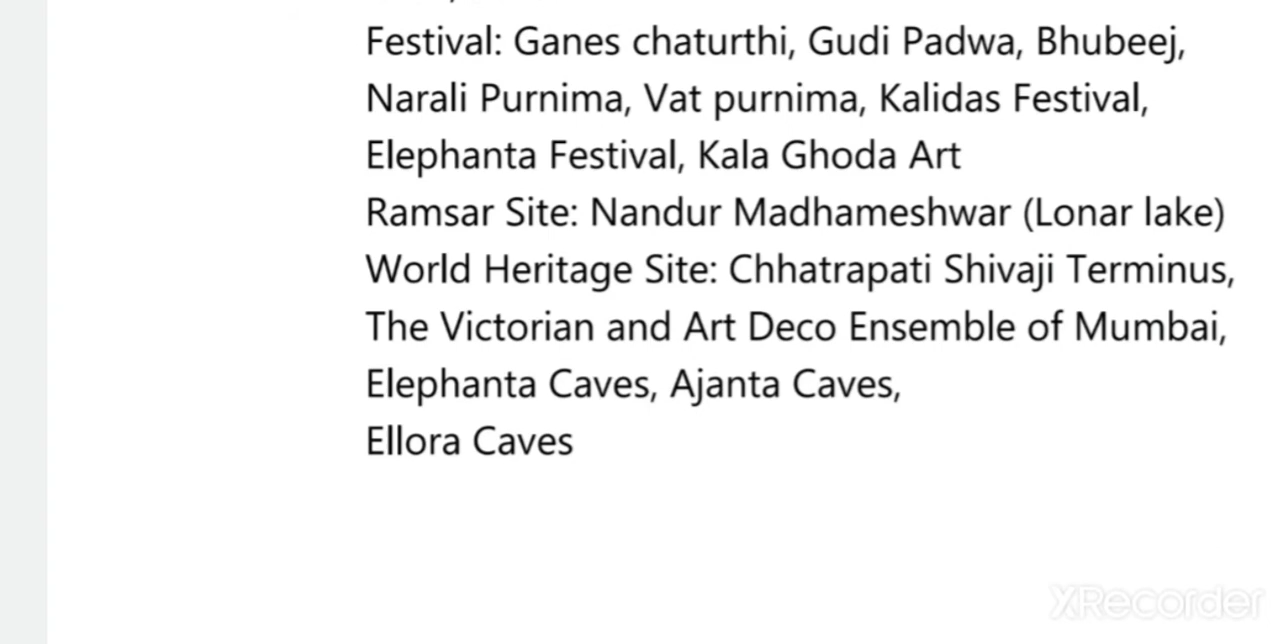 Festival: Ganes chaturthi, Gudi Padwa, Bhubeej,
Narali Purnima, Vat purnima, Kalidas Festival,
Elephanta Festival, Kala Ghoda Art
Ramsar Site: Nandur Madhameshwar (Lonar lake)
World Heritage Site: Chhatrapati Shivaji Terminus,
The Victorian and Art Deco Ensemble of Mumbai,
Elephanta Caves, Ajanta Caves,
Ellora Caves
XRecorder